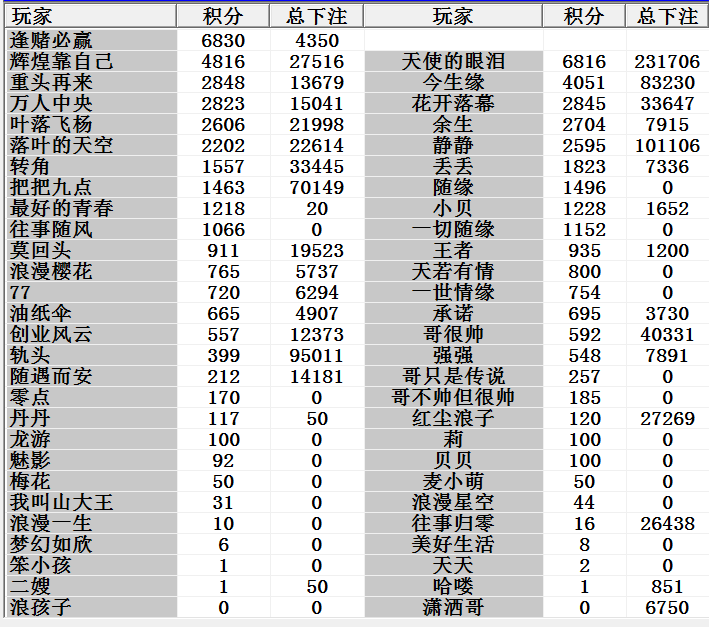 玩家 积分 总下注 玩家 积分 总下注
逢赌必赢 6830 4350
辉煌靠自己 4816 27516 天使的眼泪 6816 231706
重头再来 2848 13679 今生缘 4051 83230
万人中央 2823 15041 花开落幕 2845 33647
叶落飞杨 2606 21998 余生 2704 7915
落叶的天空 2202 22614 静静 2595 101106
转角 1557 33445 丢丢 1823 7336
把把九点 1463 70149 随缘 1496 0
最好的青春 1218 20 小贝 1228 1652
往事随风 1066 0 一切随缘 1152 0
莫回头 911 19523 王者 935 1200
浪漫樱花 765 5737 天若有情 800 0
77 720 6294 一世情缘 754 0
油纸伞 665 4907 承诺 695 3730
创业风云 557 12373 哥很帅 592 40331
轨头 399 95011 强强 548 7891
随遇而安 212 14181 哥只是传说 257 0
零点 170 0 哥不帅但很帅 185 0
丹丹 117 50 红尘浪子 120 27269
龙游 100 0 莉 100 0
魅影 92 0 贝贝 100 0
梅花 50 0 麦小萌 50 0
我叫山大王 31 0 浪漫星空 44 0
浪漫一生 10 0 往事归零 16 26438
梦幻如欣 6 0 美好生活 8 0
笨小孩 1 0 天天 2 0
二嫂 1 50 哈喽 1 851
浪孩子 0 0 潇洒哥 0 6750